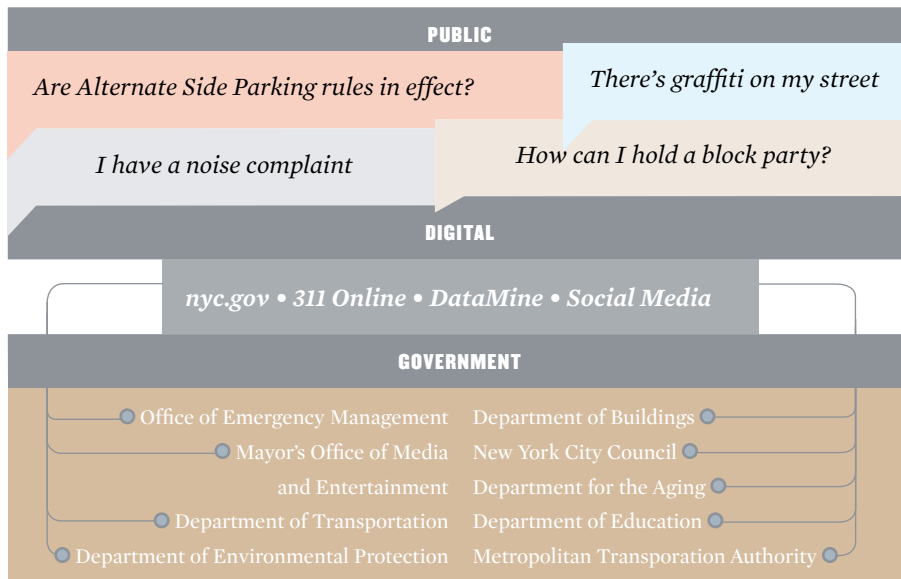 PUBLIC
Are Alternate Side Parking rules in effect?
There's graffiti on my street
I have a noise complaint
How can I hold a block party?
DIGITAL
nyc.gov • 311 Online • DataMine • Social Media
GOVERNMENT
Office of Emergency Management
Mayor's Office of Media
and Entertainment
Department of Transportation
Department of Environmental Protection
Department of Buildings
New York City Council
Department for the Aging
Department of Education
Metropolitan Transporation Authority